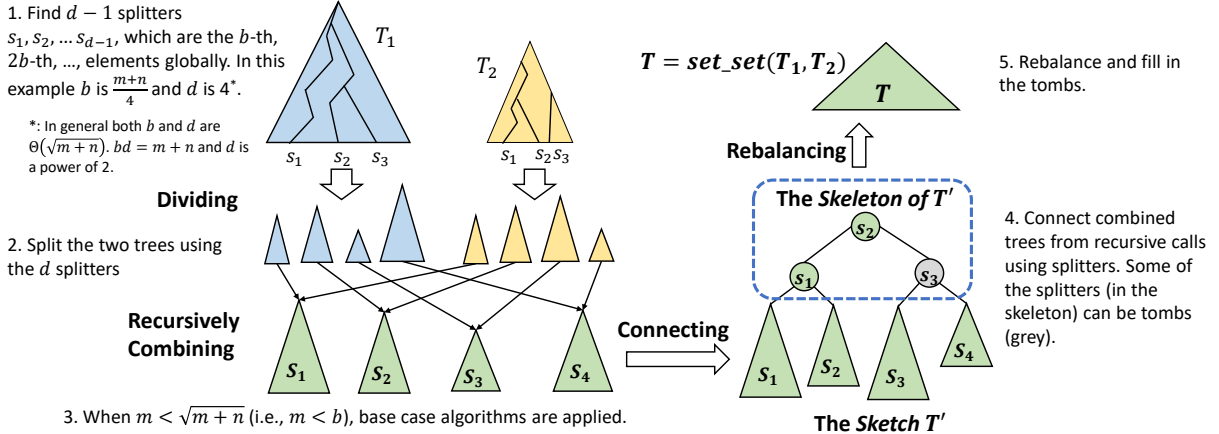 1. Find d − 1 splitters
s₁, s₂, … s_{d−1}, which are the b-th,
2b-th, …, elements globally. In this
example b is \frac{m+n}{4} and d is 4*.
*: In general both b and d are
Θ(√(m + n)). bd = m + n and d is
a power of 2.
T₁
T₂
s₁ s₂ s₃
s₁ s₂ s₃
Dividing
2. Split the two trees using
the d splitters
Recursively
Combining
S₁ S₂ S₃ S₄
3. When m < √(m + n) (i.e., m < b), base case algorithms are applied.
Connecting
T = set_set(T₁, T₂)
T
5. Rebalance and fill in
the tombs.
Rebalancing
The Skeleton of T′
s₂
s₁ s₃
S₁ S₂ S₃ S₄
The Sketch T′
4. Connect combined
trees from recursive calls
using splitters. Some of
the splitters (in the
skeleton) can be tombs
(grey).